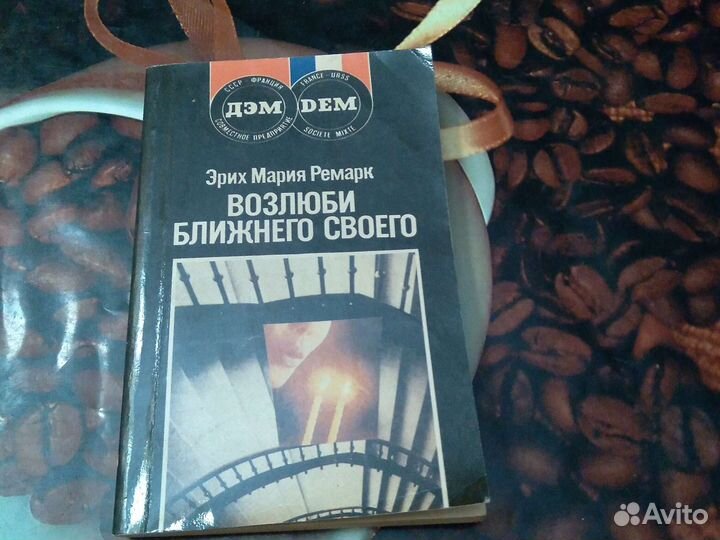 СССР - ФРАНЦИЯ
ДЭМ
СОВМЕСТНОЕ ПРЕДПРИЯТИЕ
FRANCE - URSS
DEM
SOCIETE MIXTE
Эрих Мария Ремарк
ВОЗЛЮБИ
БЛИЖНЕГО СВОЕГО
Avito